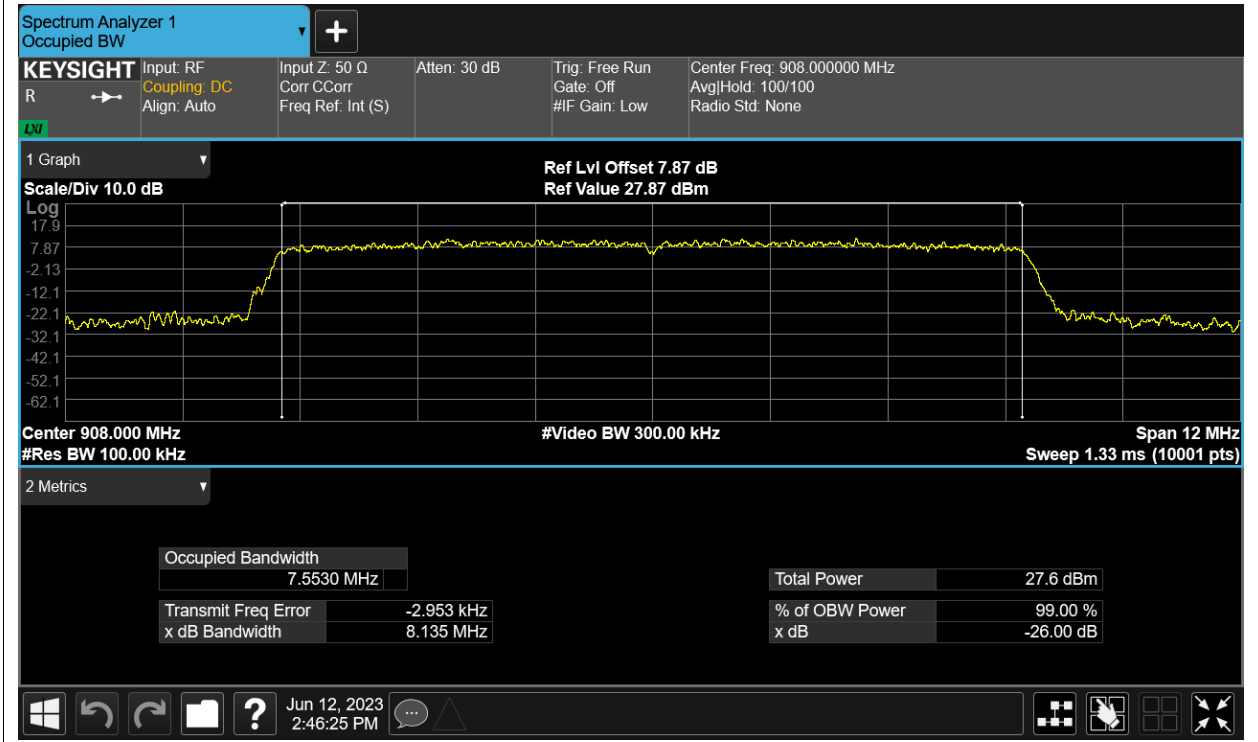 Spectrum Analyzer 1
Occupied BW
KEYSIGHT
R
LXI
Input: RF
Coupling: DC
Align: Auto
Input Z: 50 Ω
Corr CCorr
Freq Ref: Int (S)
Atten: 30 dB
Trig: Free Run
Gate: Off
#IF Gain: Low
Center Freq: 908.000000 MHz
Avg|Hold: 100/100
Radio Std: None
1 Graph
Scale/Div 10.0 dB
Ref Lvl Offset 7.87 dB
Ref Value 27.87 dBm
Log
17.9
7.87
-2.13
-12.1
-22.1
-32.1
-42.1
-52.1
-62.1
Center 908.000 MHz
#Video BW 300.00 kHz
Span 12 MHz
#Res BW 100.00 kHz
Sweep 1.33 ms (10001 pts)
2 Metrics
Occupied Bandwidth
7.5530 MHz
Total Power 27.6 dBm
Transmit Freq Error -2.953 kHz
% of OBW Power 99.00 %
x dB Bandwidth 8.135 MHz
x dB -26.00 dB
Jun 12, 2023
2:46:25 PM